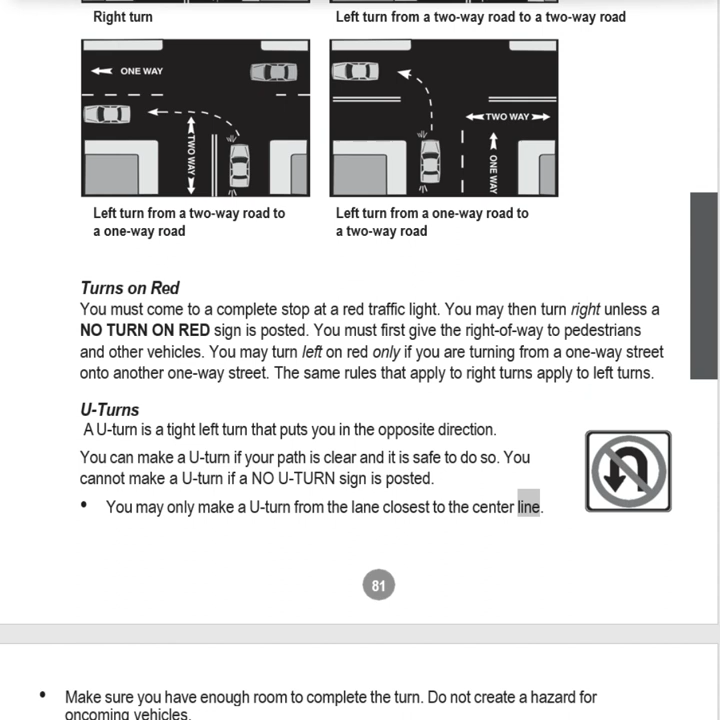 Right turn
Left turn from a two-way road to a two-way road
ONE WAY
TWO WAY
TWO WAY
ONE WAY
Left turn from a two-way road to
a one-way road
Left turn from a one-way road to
a two-way road
Turns on Red
You must come to a complete stop at a red traffic light. You may then turn right unless a
NO TURN ON RED sign is posted. You must first give the right-of-way to pedestrians
and other vehicles. You may turn left on red only if you are turning from a one-way street
onto another one-way street. The same rules that apply to right turns apply to left turns.
U-Turns
A U-turn is a tight left turn that puts you in the opposite direction.
You can make a U-turn if your path is clear and it is safe to do so. You
cannot make a U-turn if a NO U-TURN sign is posted.
• You may only make a U-turn from the lane closest to the center line.
81
• Make sure you have enough room to complete the turn. Do not create a hazard for
oncoming vehicles.